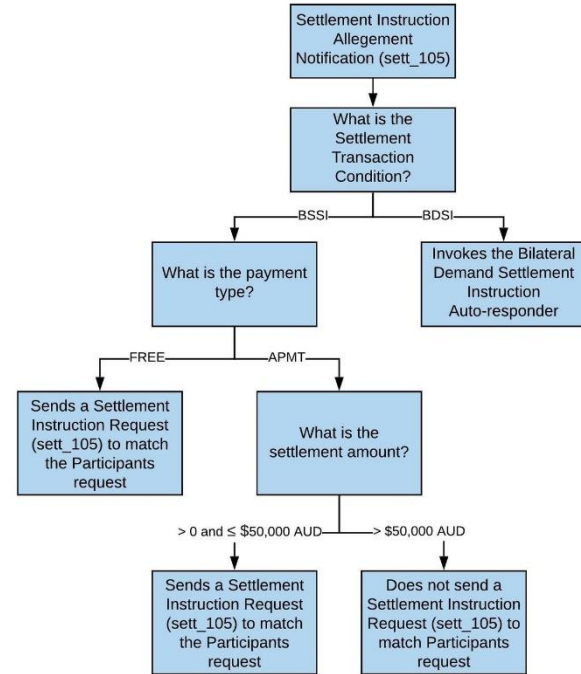 Settlement Instruction
Allegement
Notification (sett_105)
What is the
Settlement
Transaction
Condition?
BSSI
BDSI
What is the payment
type?
Invokes the Bilateral
Demand Settlement
Instruction
Auto-responder
FREE
APMT
Sends a Settlement
Instruction Request
(sett_105) to match
the Participants
request
What is the
settlement amount?
> 0 and ≤ $50,000 AUD
> $50,000 AUD
Sends a Settlement
Instruction Request
(sett_105) to match
the Participants
request
Does not send a
Settlement Instruction
Request (sett_105) to
match Participants
request